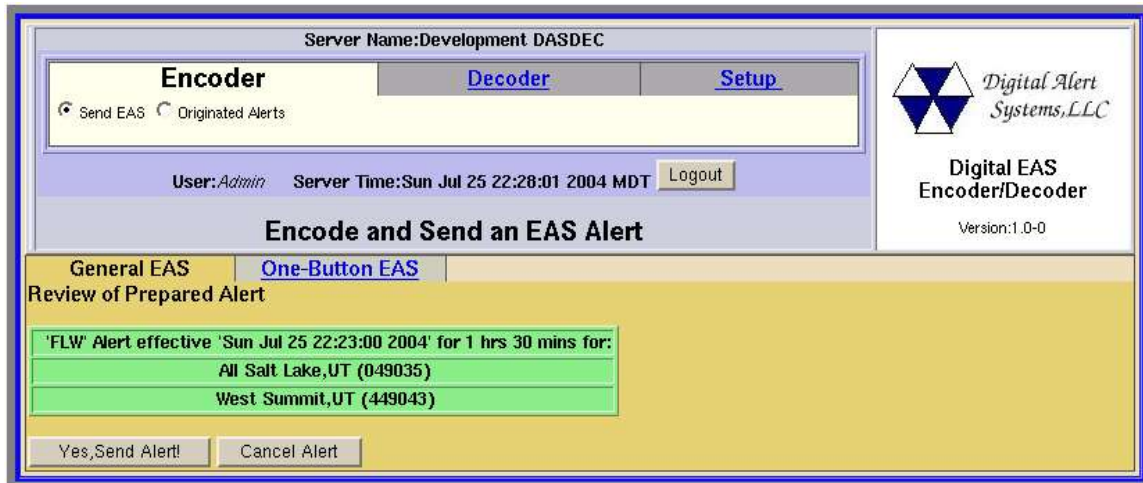 Server Name:Development DASDEC
Encoder Decoder Setup
Send EAS Originated Alerts
User:Admin Server Time:Sun Jul 25 22:28:01 2004 MDT Logout
Encode and Send an EAS Alert
Digital Alert
Systems,LLC
Digital EAS
Encoder/Decoder
Version:1.0-0
General EAS One-Button EAS
Review of Prepared Alert
'FLW' Alert effective 'Sun Jul 25 22:23:00 2004' for 1 hrs 30 mins for:
All Salt Lake,UT (049035)
West Summit,UT (449043)
Yes,Send Alert! Cancel Alert